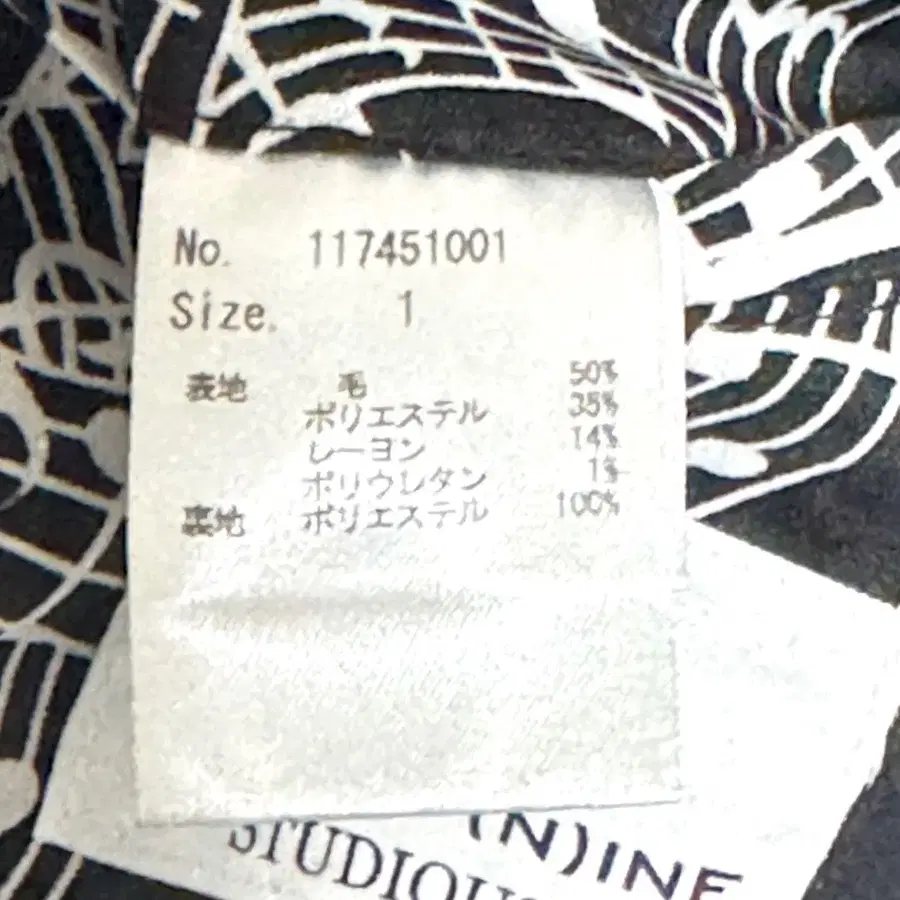 No. 117451001
Size. 1
表地 毛 50%
ポリエステル 35%
レーヨン 14%
ポリウレタン 1%
裏地 ポリエステル 100%
(N)INE
STUDIOUS